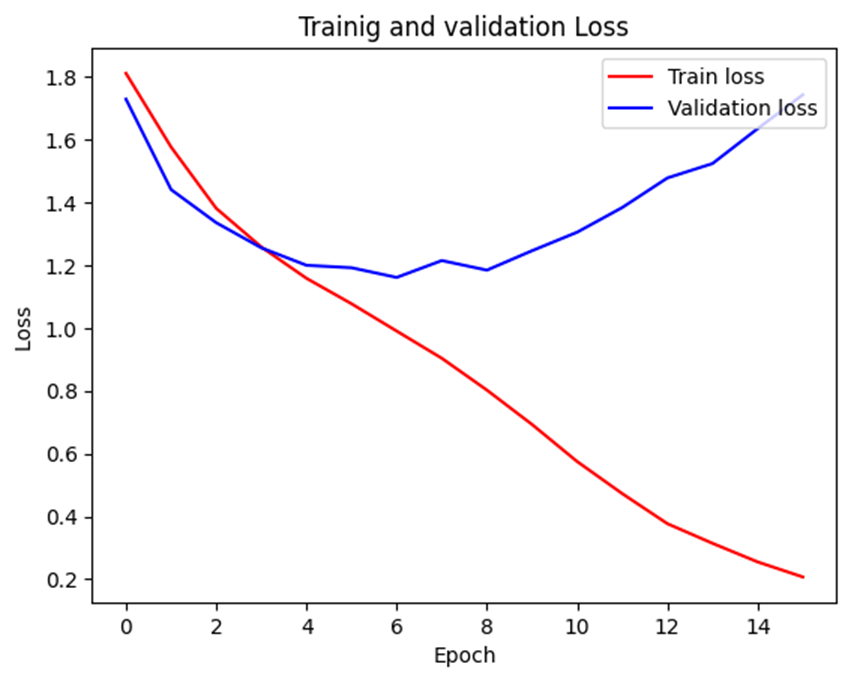 Trainig and validation Loss
Train loss
Validation loss
1.8
1.6
1.4
1.2
1.0
0.8
0.6
0.4
0.2
Loss
0 2 4 6 8 10 12 14
Epoch